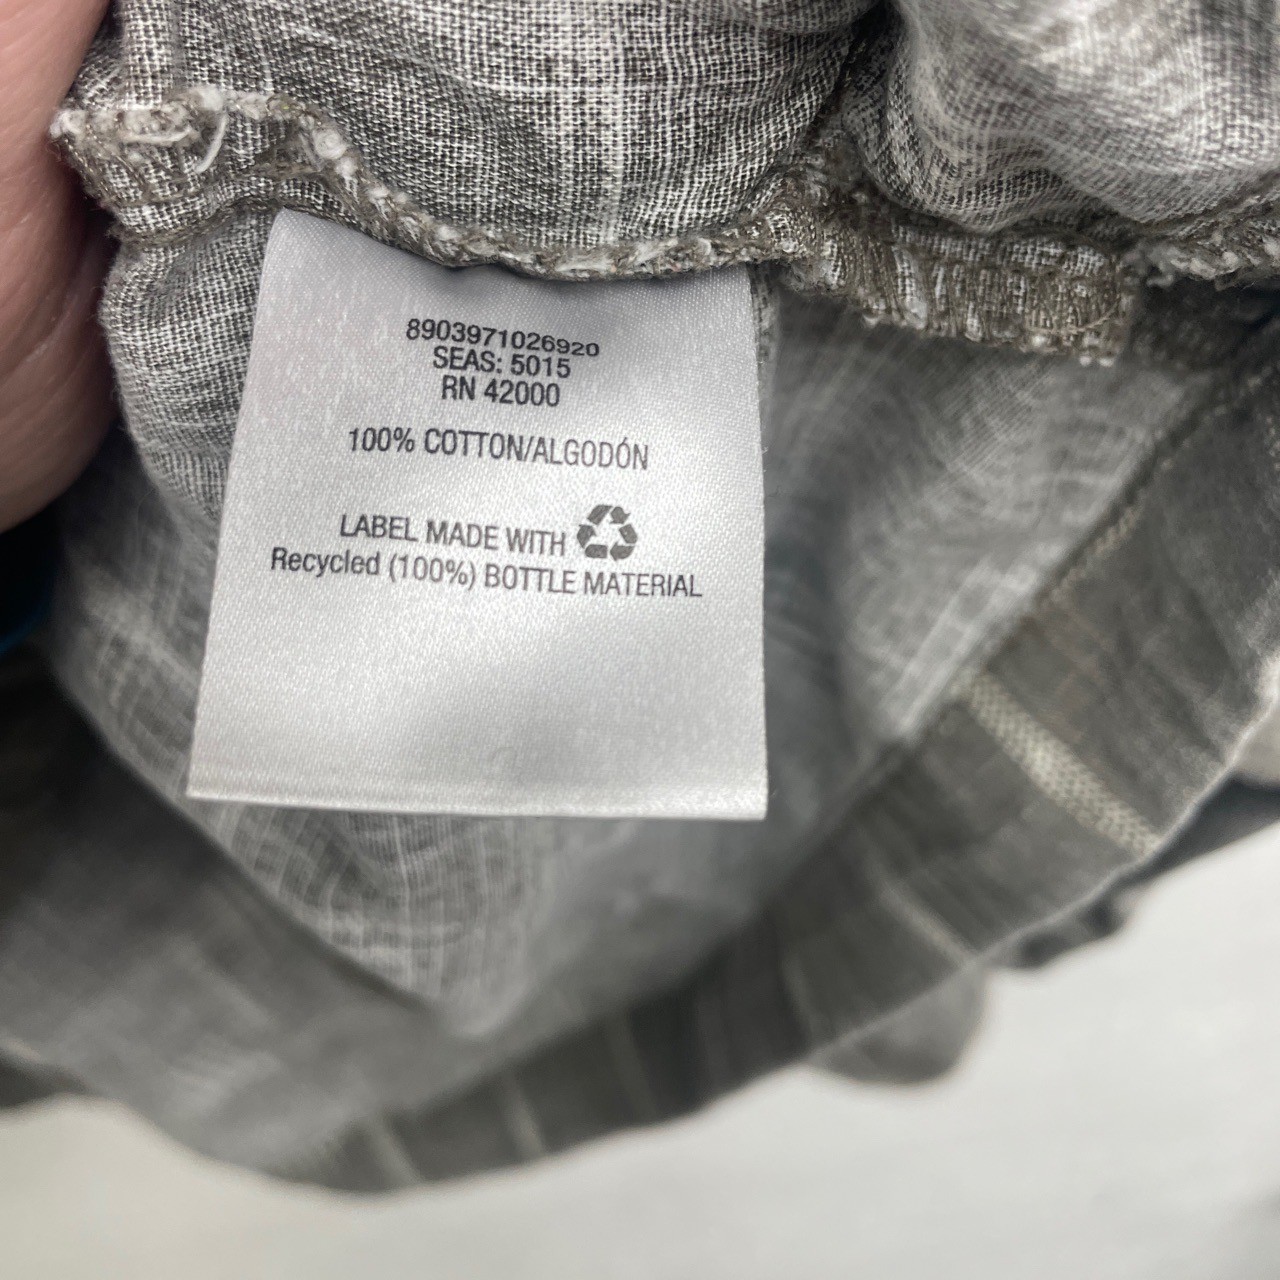 8903971026920
SEAS: 5015
RN 42000
100% COTTON/ALGODÓN
LABEL MADE WITH
Recycled (100%) BOTTLE MATERIAL